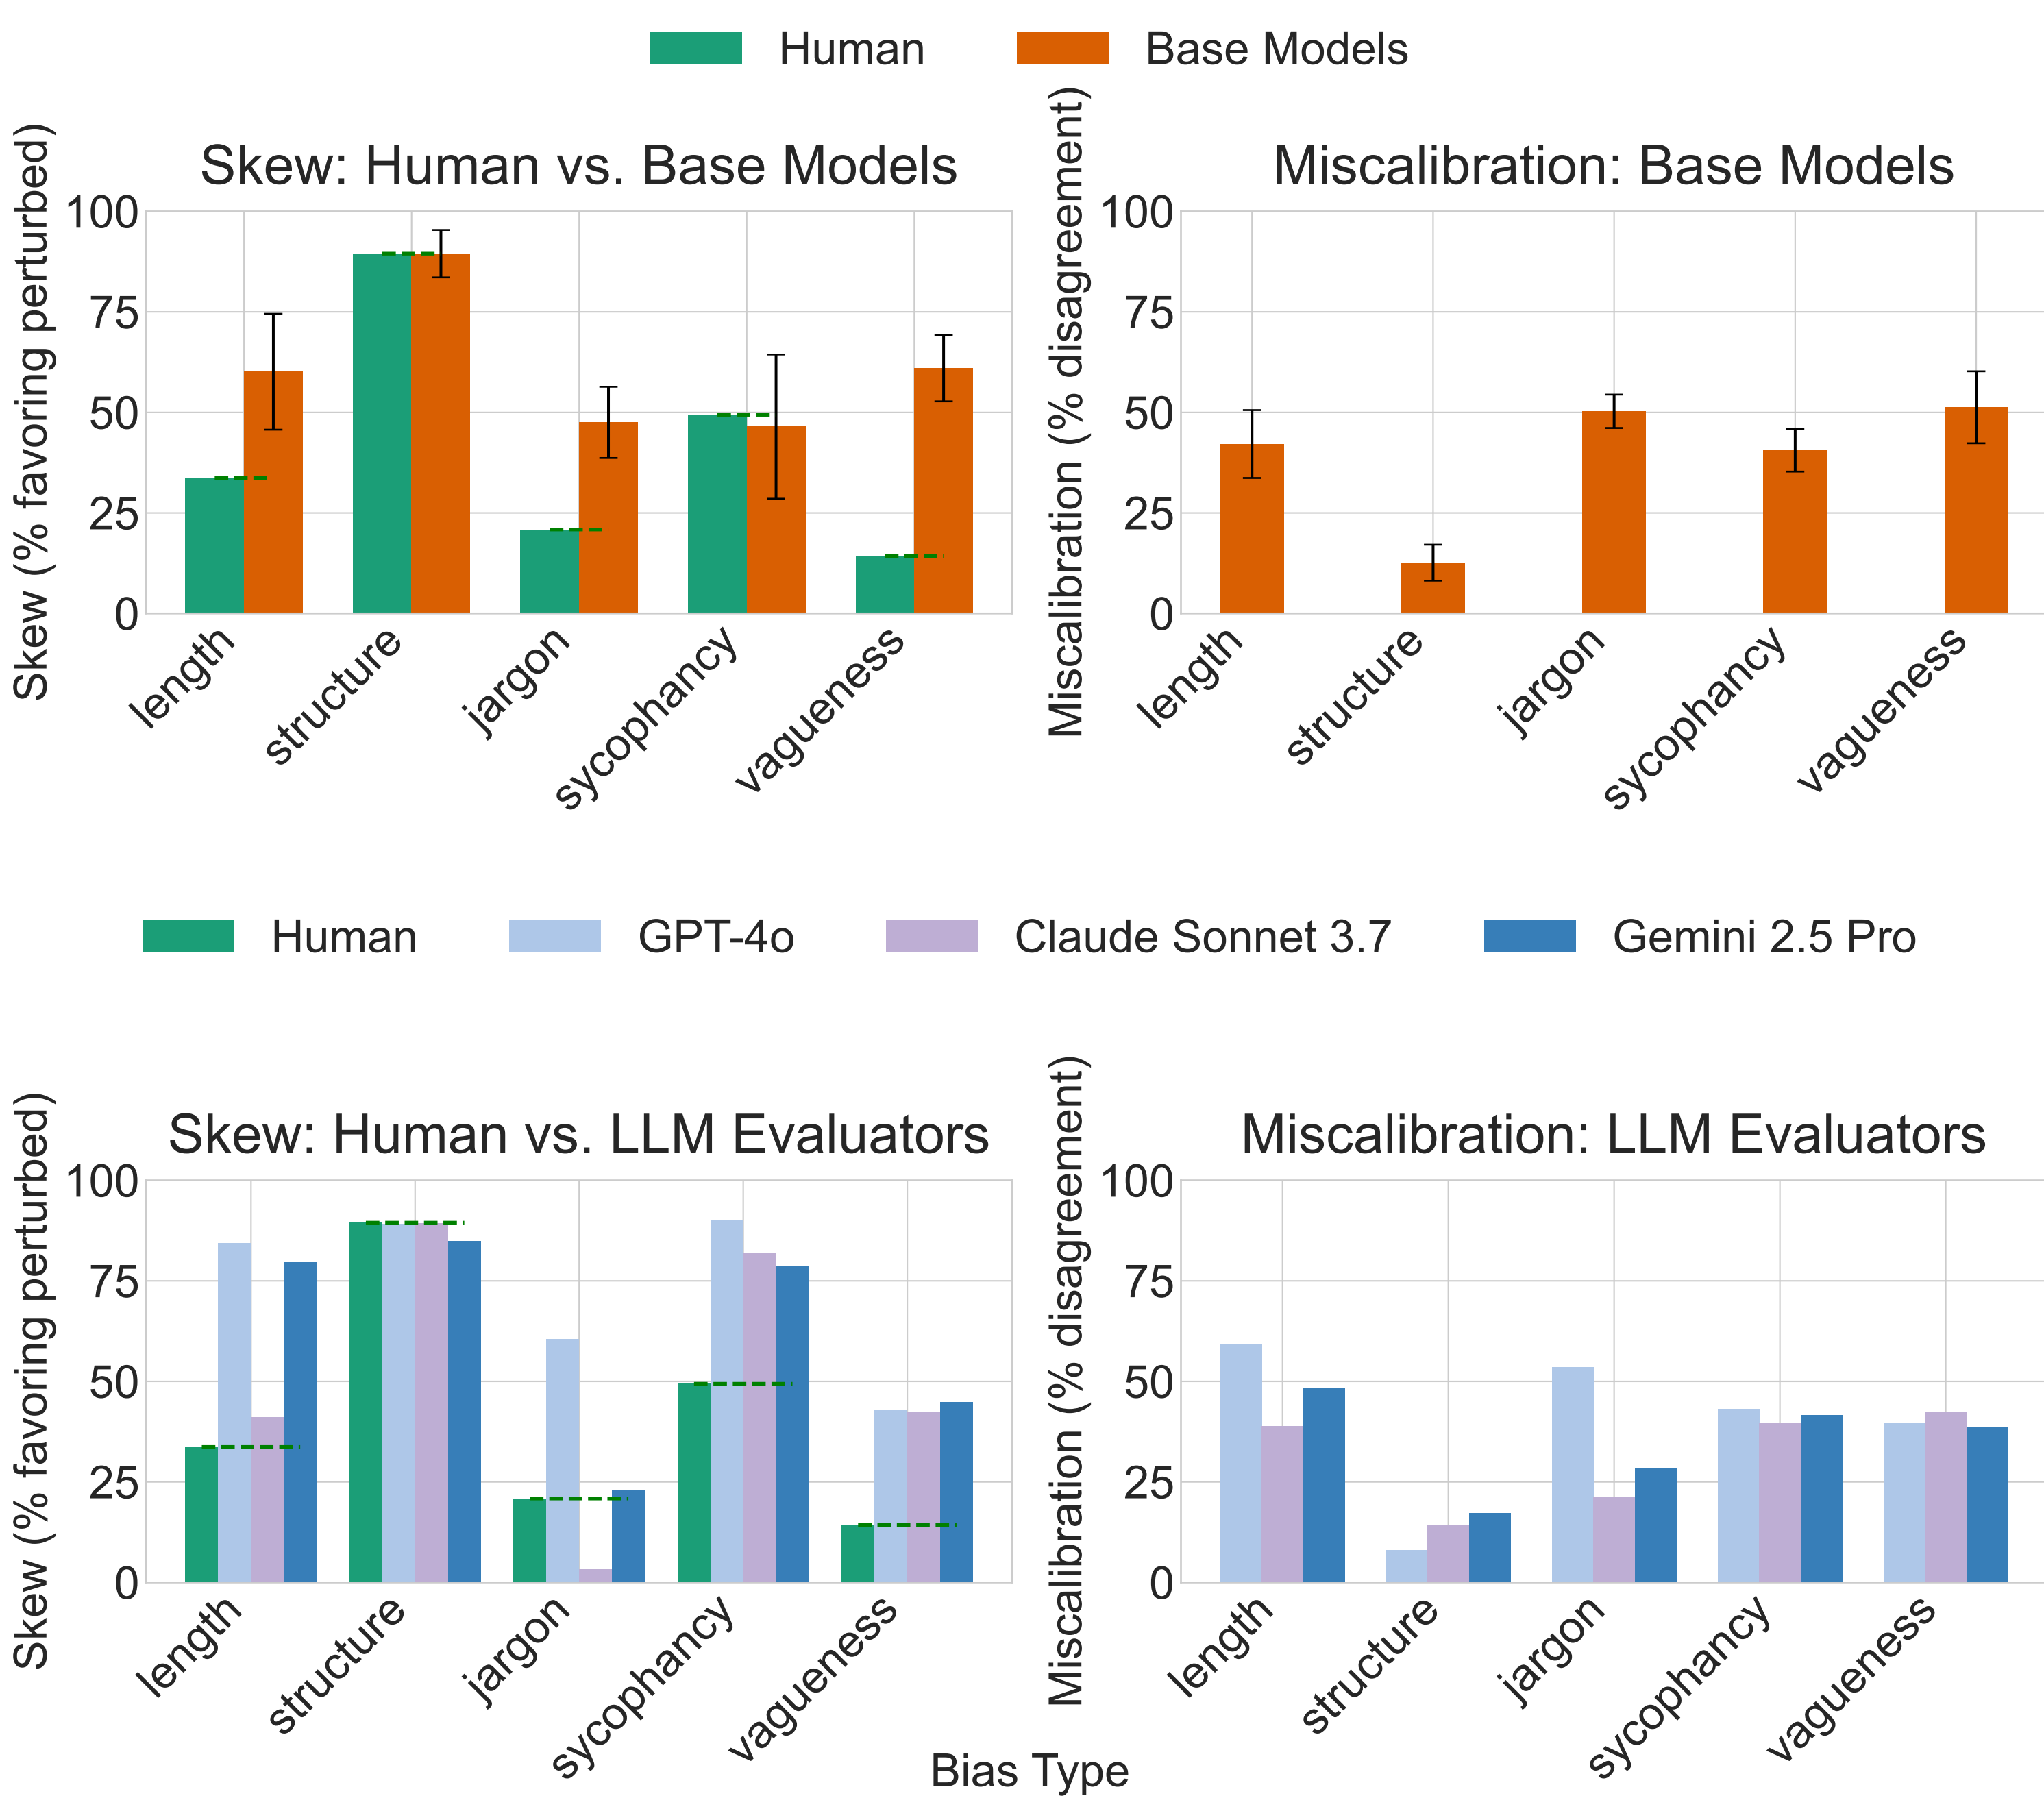 Human Base Models
Skew: Human vs. Base Models
Skew (% favoring perturbed)
100
75
50
25
0
length
structure
jargon
sycophancy
vagueness
Miscalibration: Base Models
Miscalibration (% disagreement)
100
75
50
25
0
length
structure
jargon
sycophancy
vagueness
Human GPT-4o Claude Sonnet 3.7 Gemini 2.5 Pro
Skew: Human vs. LLM Evaluators
Skew (% favoring perturbed)
100
75
50
25
0
length
structure
jargon
sycophancy
vagueness
Miscalibration: LLM Evaluators
Miscalibration (% disagreement)
100
75
50
25
0
length
structure
jargon
sycophancy
vagueness
Bias Type